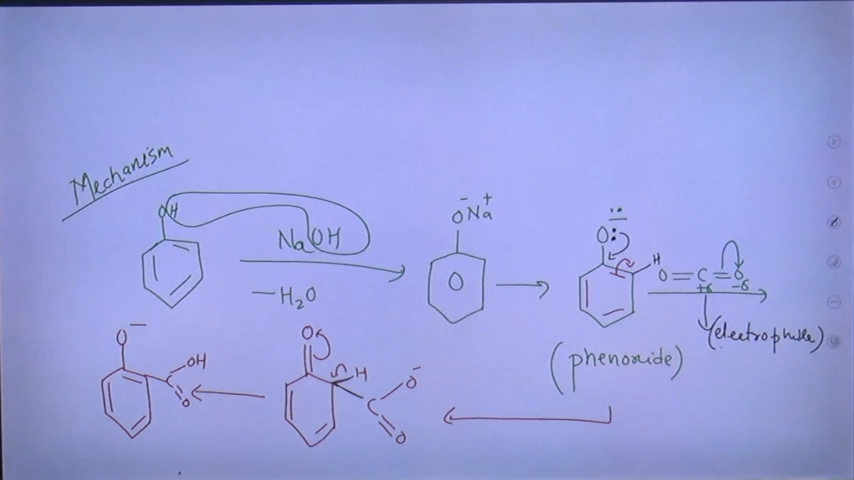 Mechanism
OH
NaOH
—H₂O
O⁻Na⁺
O
O
H
O=C=O
+δ
-δ
(electrophile)
(phenoxide)
O⁻
OH
O
O
H
O⁻
C
O